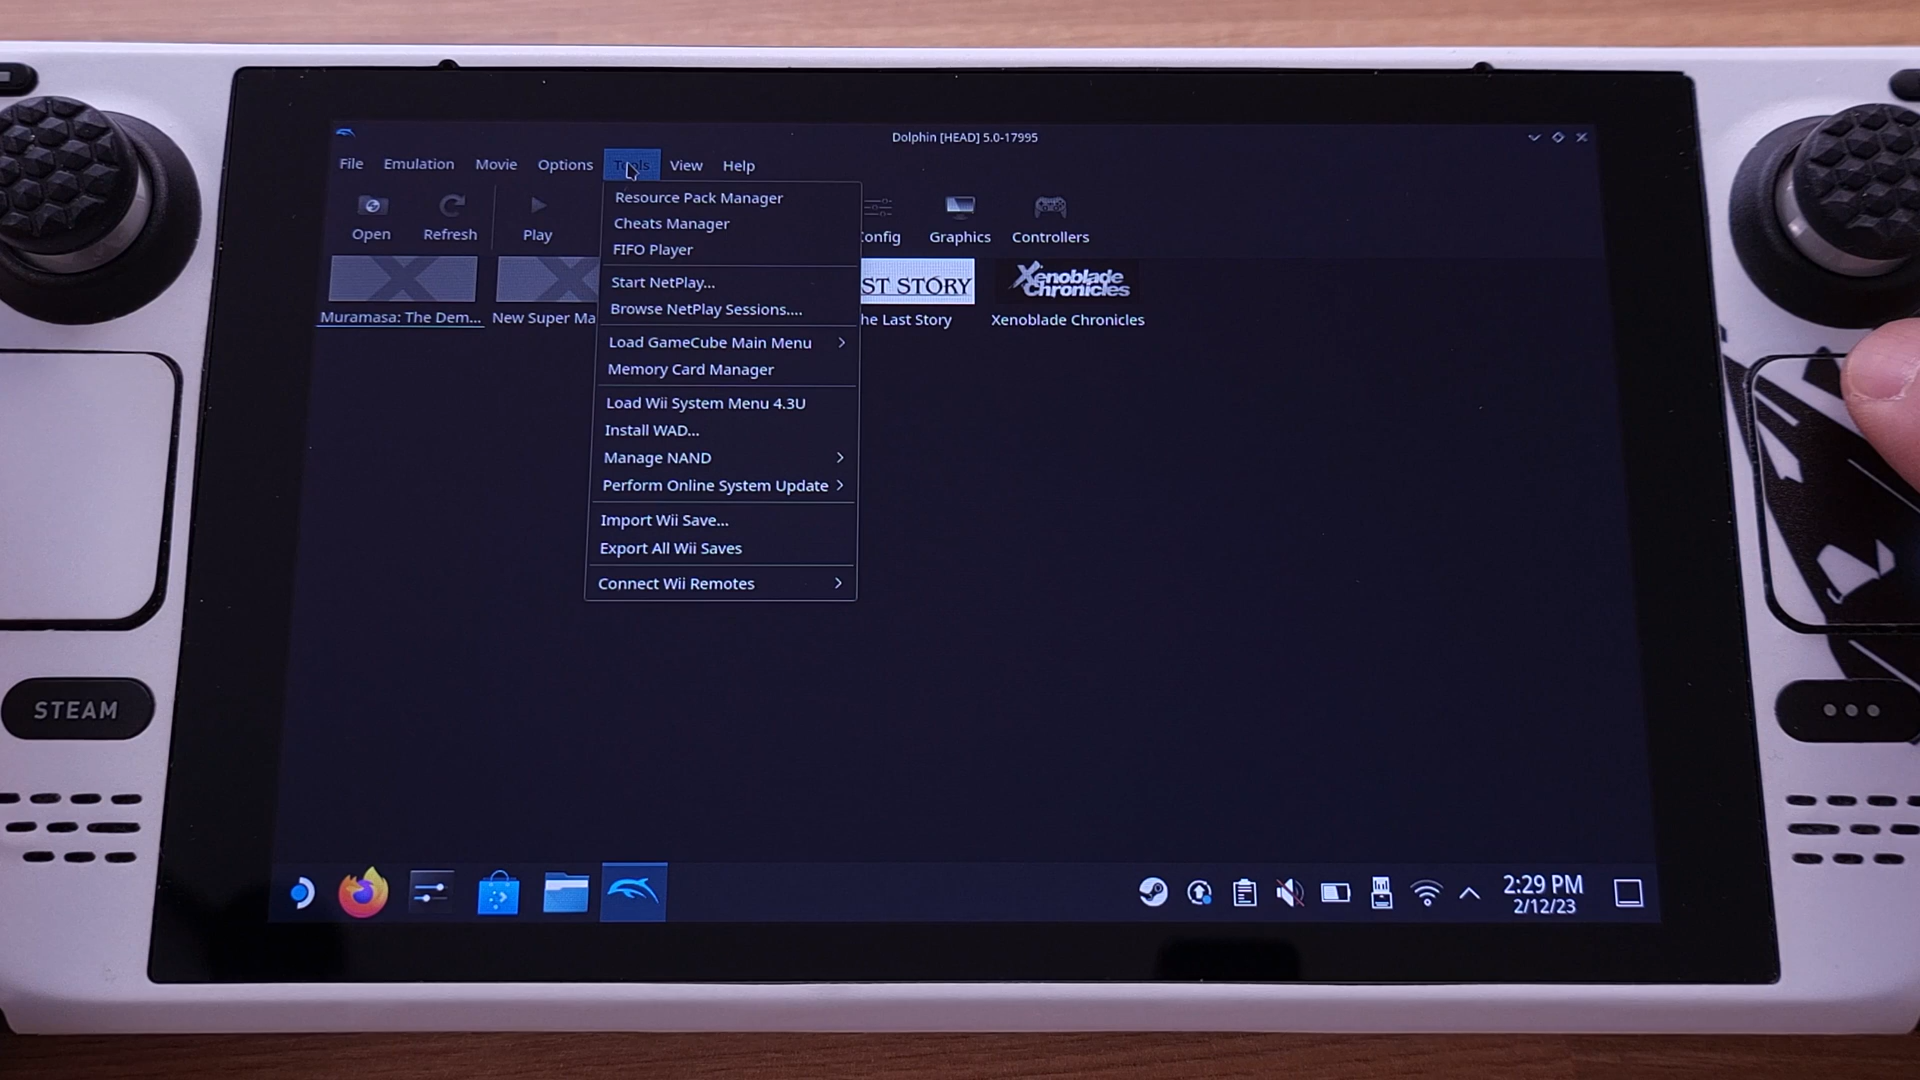 Dolphin [HEAD] 5.0-17995
File Emulation Movie Options Tools View Help
Open Refresh Play Config Graphics Controllers
Resource Pack Manager
Cheats Manager
FIFO Player
Start NetPlay...
Browse NetPlay Sessions....
Load GameCube Main Menu
Memory Card Manager
Load Wii System Menu 4.3U
Install WAD...
Manage NAND
Perform Online System Update
Import Wii Save...
Export All Wii Saves
Connect Wii Remotes
ST STORY
Xenoblade
Chronicles
Muramasa: The Dem... New Super Ma he Last Story Xenoblade Chronicles
STEAM
2:29 PM
2/12/23